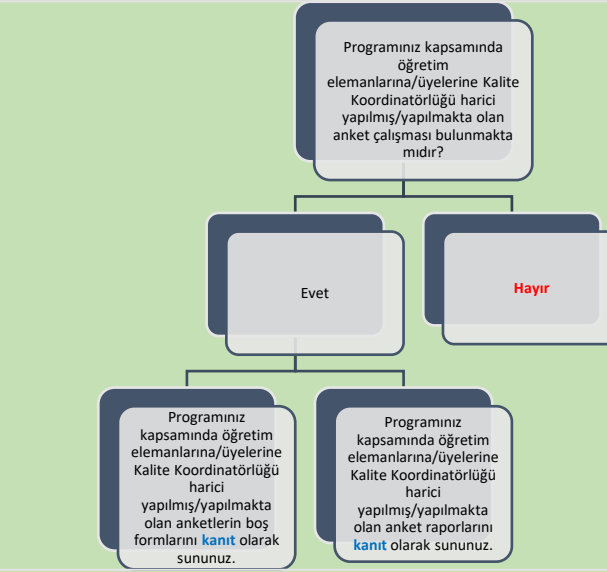 Programınız kapsamında
öğretim
elemanlarına/üyelerine Kalite
Koordinatörlüğü harici
yapılmış/yapılmakta olan
anket çalışması bulunmakta
mıdır?
Evet
Hayır
Programınız
kapsamında öğretim
elemanlarına/üyelerine
Kalite Koordinatörlüğü
harici
yapılmış/yapılmakta
olan anketlerin boş
formlarını kanıt olarak
sununuz.
Programınız
kapsamında öğretim
elemanlarına/üyelerine
Kalite Koordinatörlüğü
harici
yapılmış/yapılmakta
olan anket raporlarını
kanıt olarak sununuz.